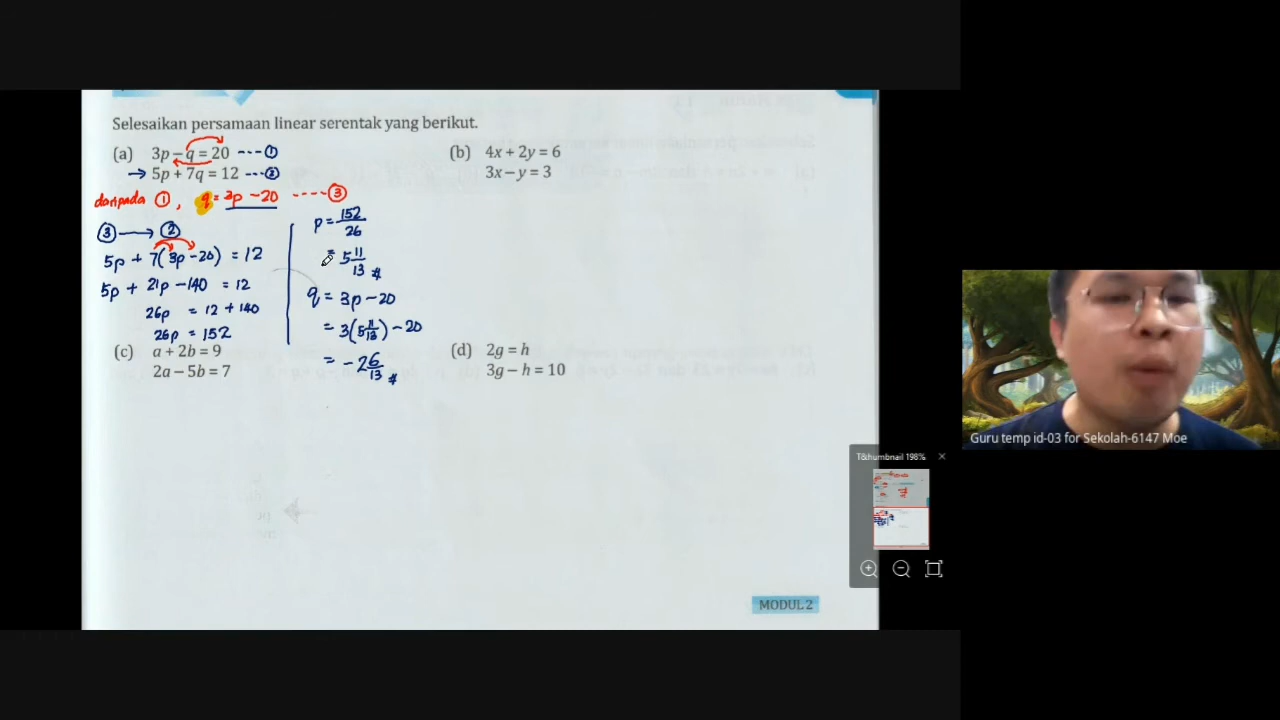 Selesaikan persamaan linear serentak yang berikut.
(a) 3p − q = 20 ---- ①
→ 5p + 7q = 12 ---- ②
daripada ①, q = 3p − 20 ---- ③
③ → ②
5p + 7(3p − 20) = 12
5p + 21p − 140 = 12
26p = 12 + 140
26p = 152
p = 152/26
= 5 11/13 #
q = 3p − 20
= 3(5 11/13) − 20
= −2 6/13 #
(b) 4x + 2y = 6
3x − y = 3
(c) a + 2b = 9
2a − 5b = 7
(d) 2g = h
3g − h = 10
MODUL 2
T&humbnail 198%
Guru temp id-03 for Sekolah-6147 Moe